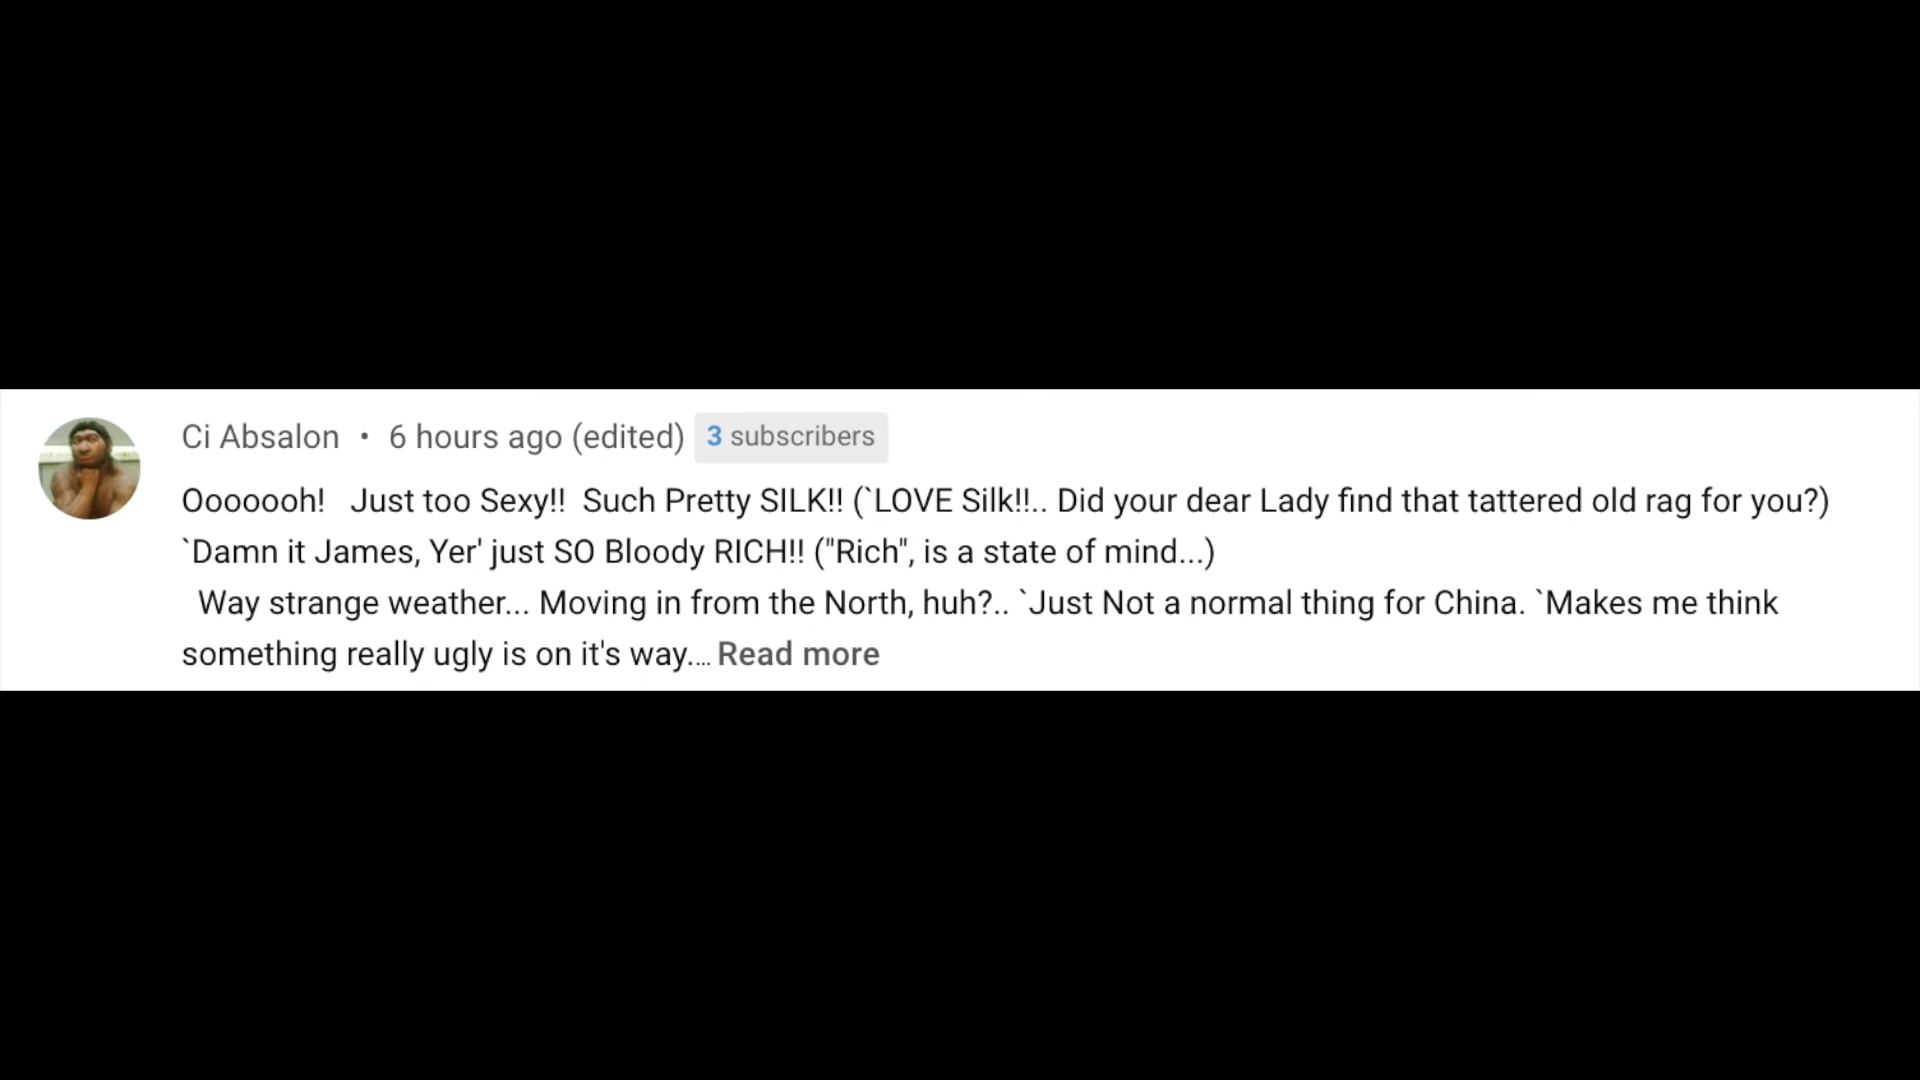 Ci Absalon • 6 hours ago (edited) 3 subscribers
Ooooooh!   Just too Sexy!!  Such Pretty SILK!! (`LOVE Silk!!.. Did your dear Lady find that tattered old rag for you?)
`Damn it James, Yer' just SO Bloody RICH!! ("Rich", is a state of mind...)
Way strange weather... Moving in from the North, huh?.. `Just Not a normal thing for China. `Makes me think
something really ugly is on it's way.... Read more